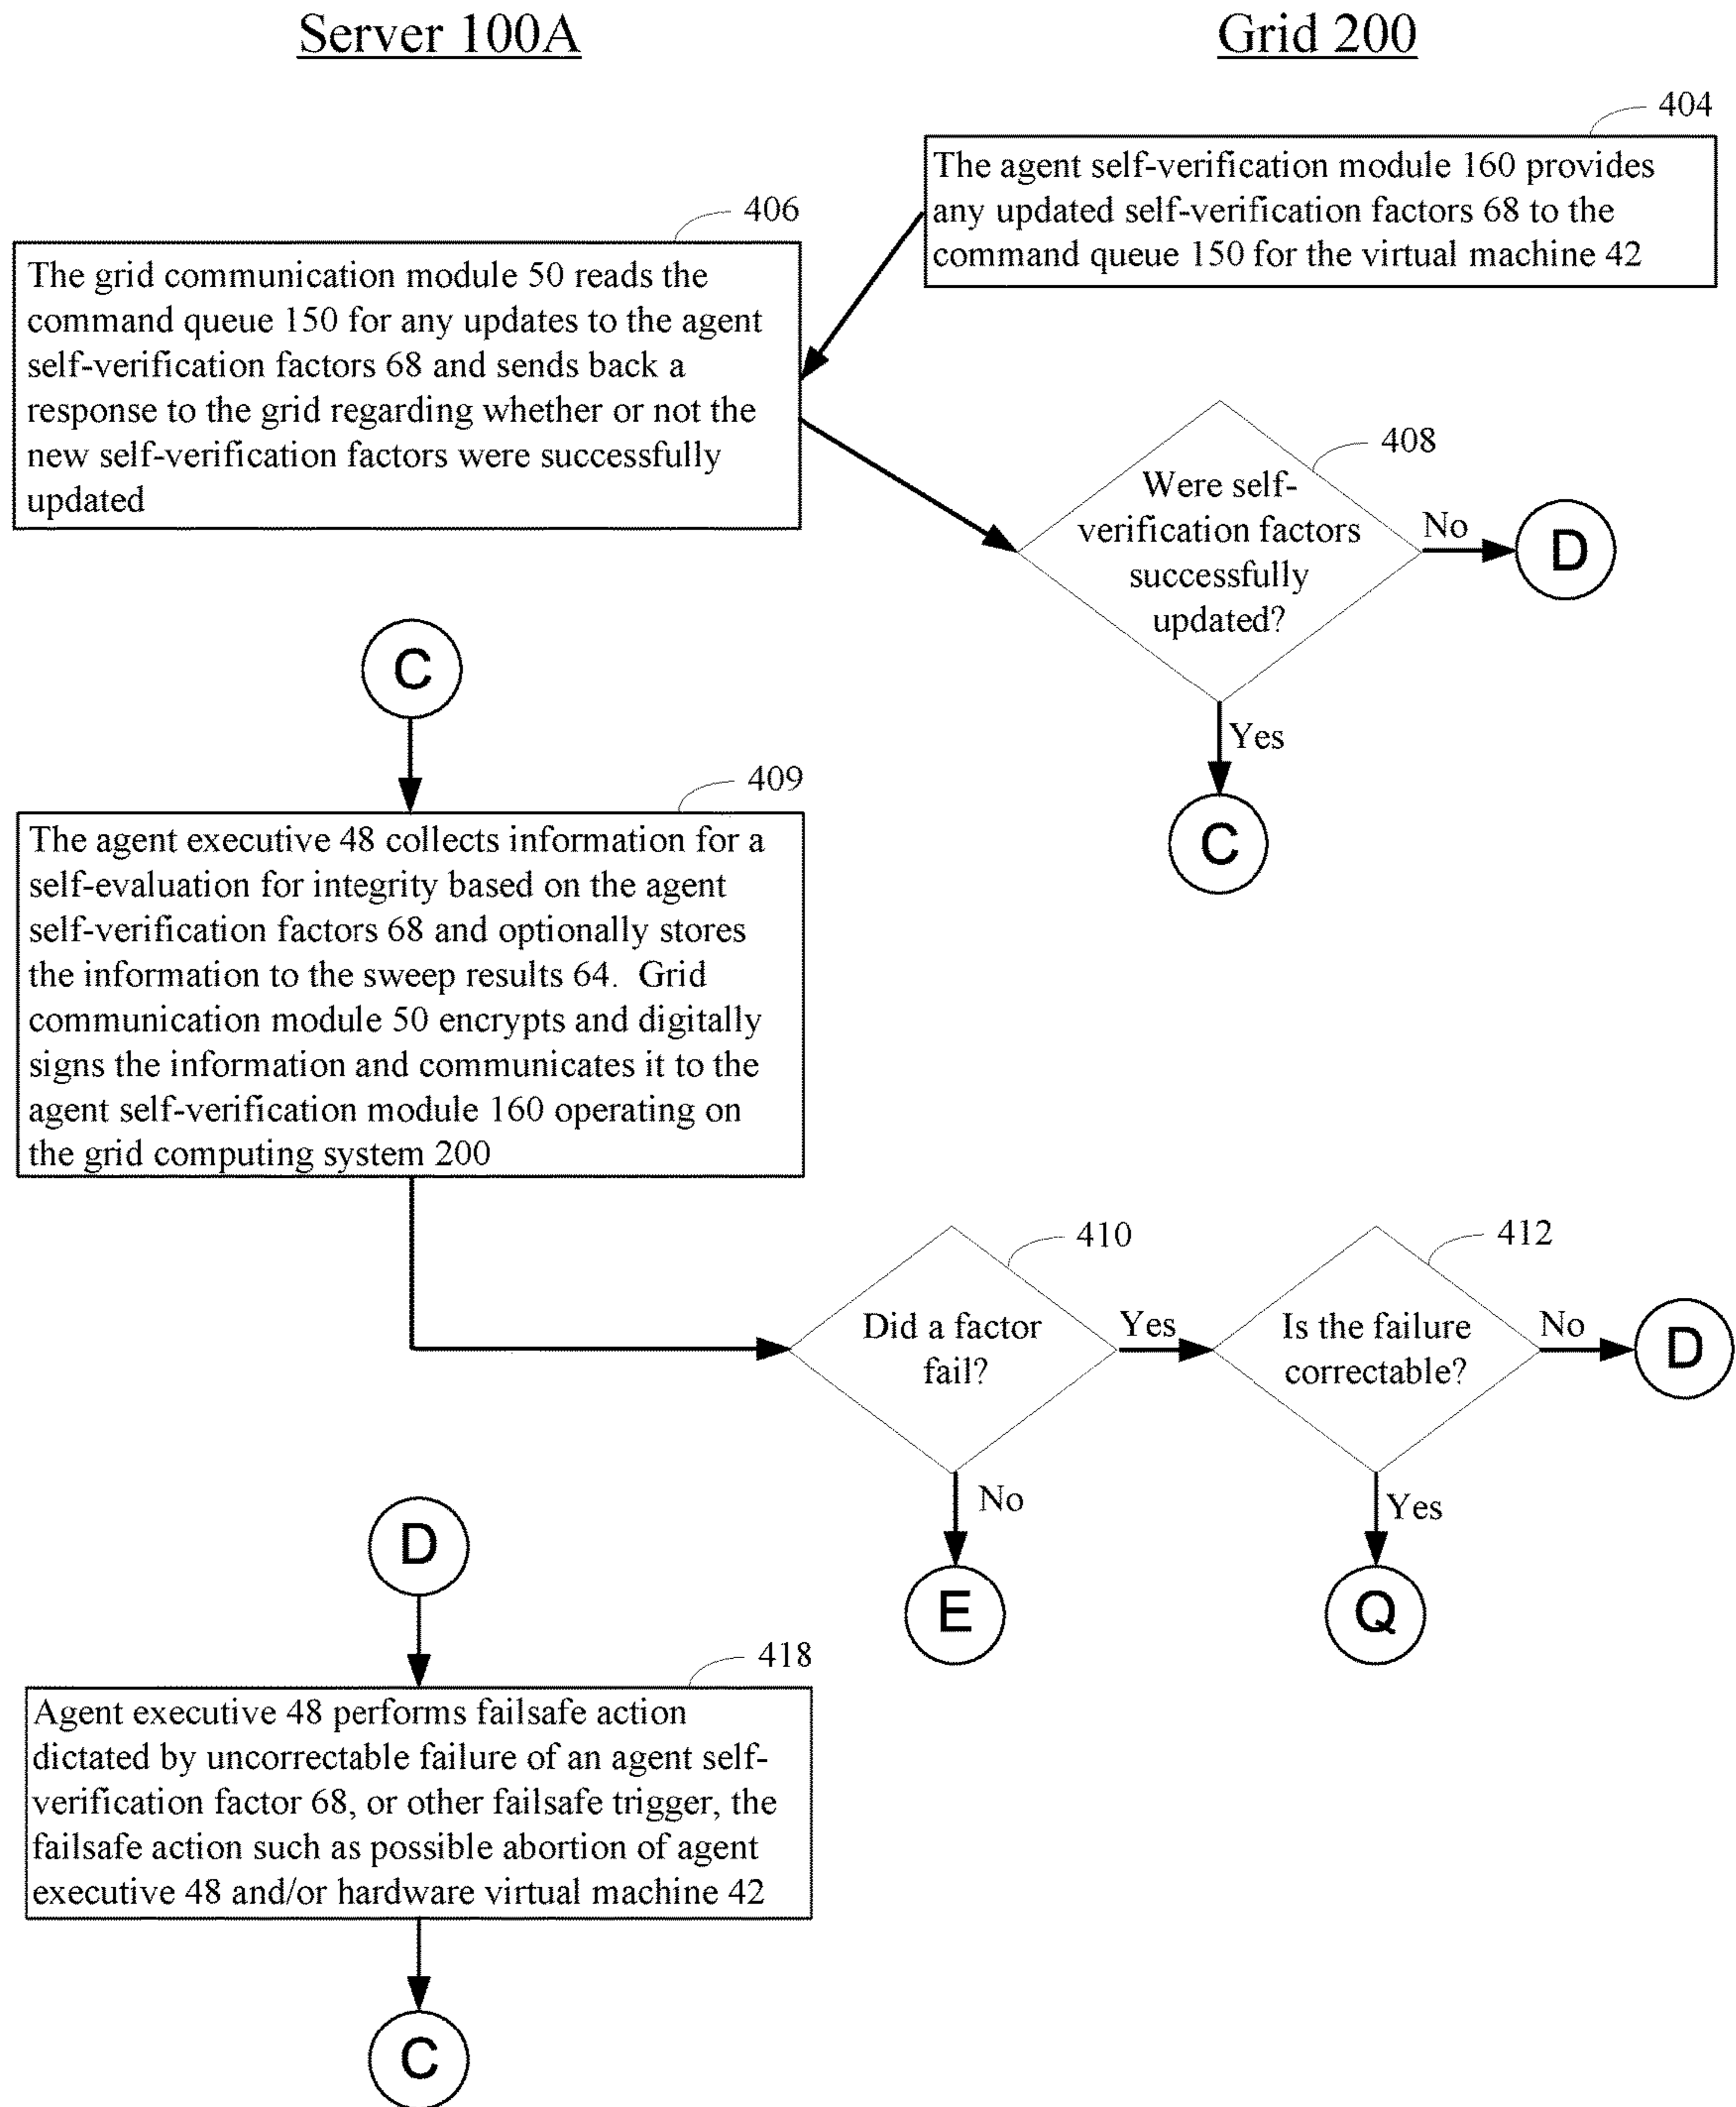 Server 100A
Grid 200
404
The agent self-verification module 160 provides
any updated self-verification factors 68 to the
command queue 150 for the virtual machine 42
406
The grid communication module 50 reads the
command queue 150 for any updates to the agent
self-verification factors 68 and sends back a
response to the grid regarding whether or not the
new self-verification factors were successfully
updated
408
Were self-
verification factors
successfully
updated?
No
D
Yes
C
C
409
The agent executive 48 collects information for a
self-evaluation for integrity based on the agent
self-verification factors 68 and optionally stores
the information to the sweep results 64. Grid
communication module 50 encrypts and digitally
signs the information and communicates it to the
agent self-verification module 160 operating on
the grid computing system 200
410
Did a factor
fail?
Yes
No
E
412
Is the failure
correctable?
No
D
Yes
Q
D
418
Agent executive 48 performs failsafe action
dictated by uncorrectable failure of an agent self-
verification factor 68, or other failsafe trigger, the
failsafe action such as possible abortion of agent
executive 48 and/or hardware virtual machine 42
C